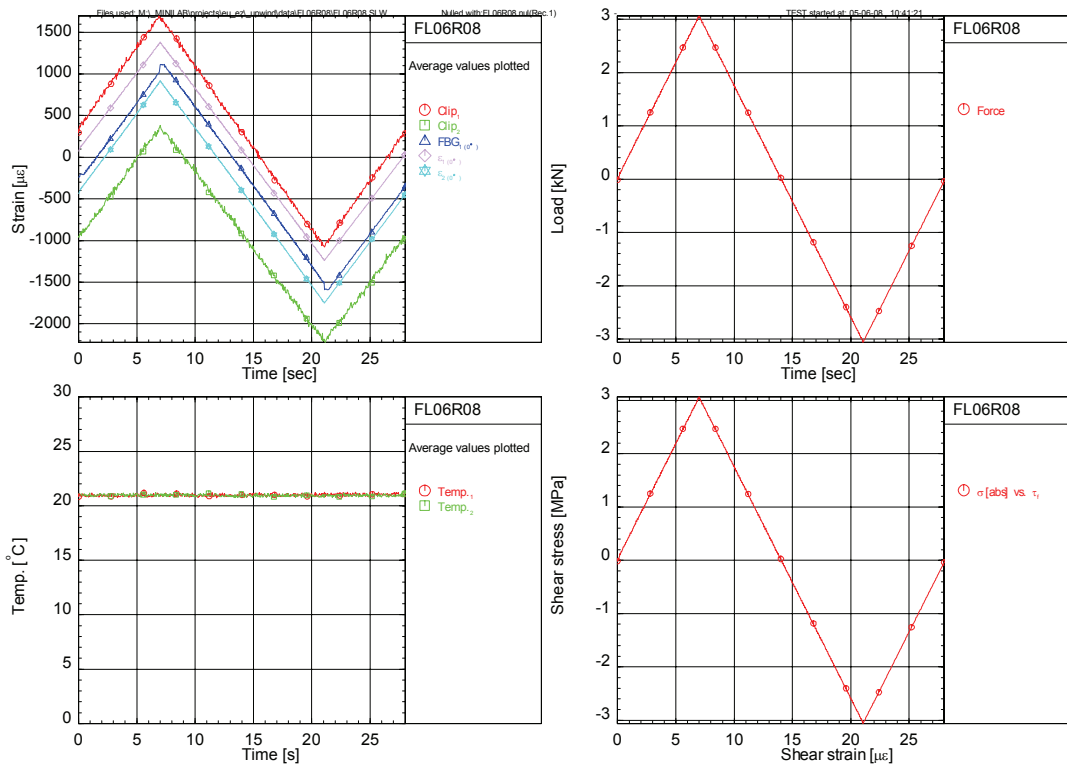 Files used: M:\_MINILAB\projects\eu_ez\_upwind\data\FL06R08\FL06R08.SLW Nulled with:FL06R08.nul(Rec.1) TEST started at: 05-06-08, 10:41:21
FL06R08
Average values plotted
Clip1
Clip2
FBG1 (0°)
ε1 (0°)
ε2 (0°)
Strain [με]
1500
1000
500
0
-500
-1000
-1500
-2000
0 5 10 15 20 25
Time [sec]
FL06R08
Force
Load [kN]
3
2
1
0
-1
-2
-3
0 5 10 15 20 25
Time [sec]
FL06R08
Average values plotted
Temp.1
Temp.2
Temp. [°C]
30
25
20
15
10
5
0
0 5 10 15 20 25
Time [s]
FL06R08
σ [abs] vs. τf
Shear stress [MPa]
3
2
1
0
-1
-2
-3
0 5 10 15 20 25
Shear strain [με]